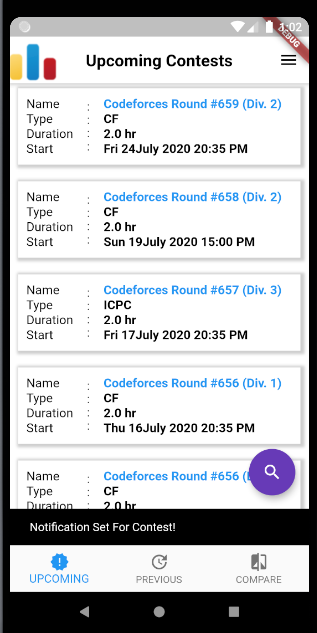 1:02
DEBUG
Upcoming Contests
Name : Codeforces Round #659 (Div. 2)
Type : CF
Duration : 2.0 hr
Start : Fri 24July 2020 20:35 PM
Name : Codeforces Round #658 (Div. 2)
Type : CF
Duration : 2.0 hr
Start : Sun 19July 2020 15:00 PM
Name : Codeforces Round #657 (Div. 3)
Type : ICPC
Duration : 2.0 hr
Start : Fri 17July 2020 20:35 PM
Name : Codeforces Round #656 (Div. 1)
Type : CF
Duration : 2.0 hr
Start : Thu 16July 2020 20:35 PM
Name : Codeforces Round #656
Type : CF
Duration : 2.0 hr
Notification Set For Contest!
UPCOMING PREVIOUS COMPARE